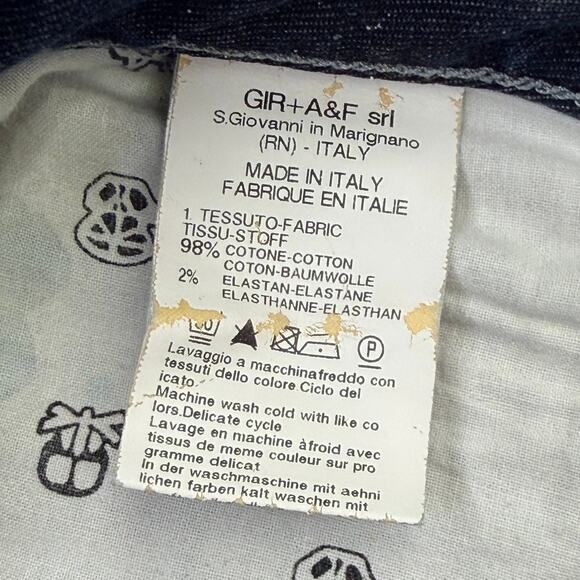 GIR+A&F srl
S.Giovanni in Marignano
(RN) - ITALY
MADE IN ITALY
FABRIQUE EN ITALIE
1. TESSUTO-FABRIC
TISSU-STOFF
98% COTONE-COTTON
COTON-BAUMWOLLE
2% ELASTAN-ELASTANE
ELASTHANNE-ELASTHAN
P
Lavaggio a macchinafreddo con
tessuti dello colore Ciclo del
icato.
Machine wash cold with like co
lors.Delicate cycle
Lavage en machine àfroid avec
tissus de meme couleur sur pro
gramme delicat
In der waschmaschine mit aehni
lichen farben kalt waschen mit